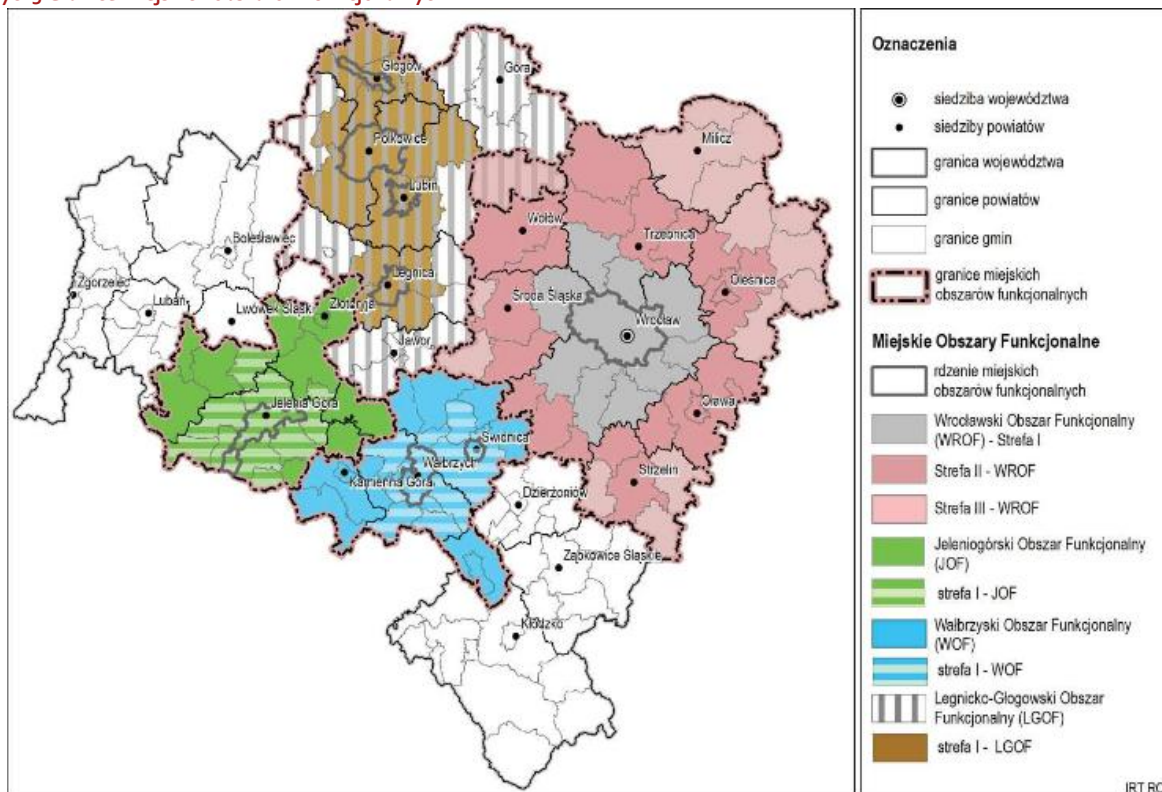 Głogów
Góra
Polkowice
Milicz
Lubin
Wołów
Trzebnica
Bolesławiec
Oleśnica
Zgorzelec
Legnica
Środa Śląska
Lubań
Lwówek Śląsk
Złotoryja
Wrocław
Jawor
Jelenia Góra
Oława
Świdnica
Wałbrzych
Kamienna Góra
Strzelin
Dzierżoniów
Ząbkowice Śląskie
Kłodzko
Oznaczenia
siedziba województwa
siedziby powiatów
granica województwa
granice powiatów
granice gmin
granice miejskich
obszarów funkcjonalnych
Miejskie Obszary Funkcjonalne
rdzenie miejskich
obszarów funkcjonalnych
Wrocławski Obszar Funkcjonalny
(WROF) - Strefa I
Strefa II - WROF
Strefa III - WROF
Jeleniogórski Obszar Funkcjonalny
(JOF)
strefa I - JOF
Wałbrzyski Obszar Funkcjonalny
(WOF)
strefa I - WOF
Legnicko-Głogowski Obszar
Funkcjonalny (LGOF)
strefa I - LGOF
IRT RO